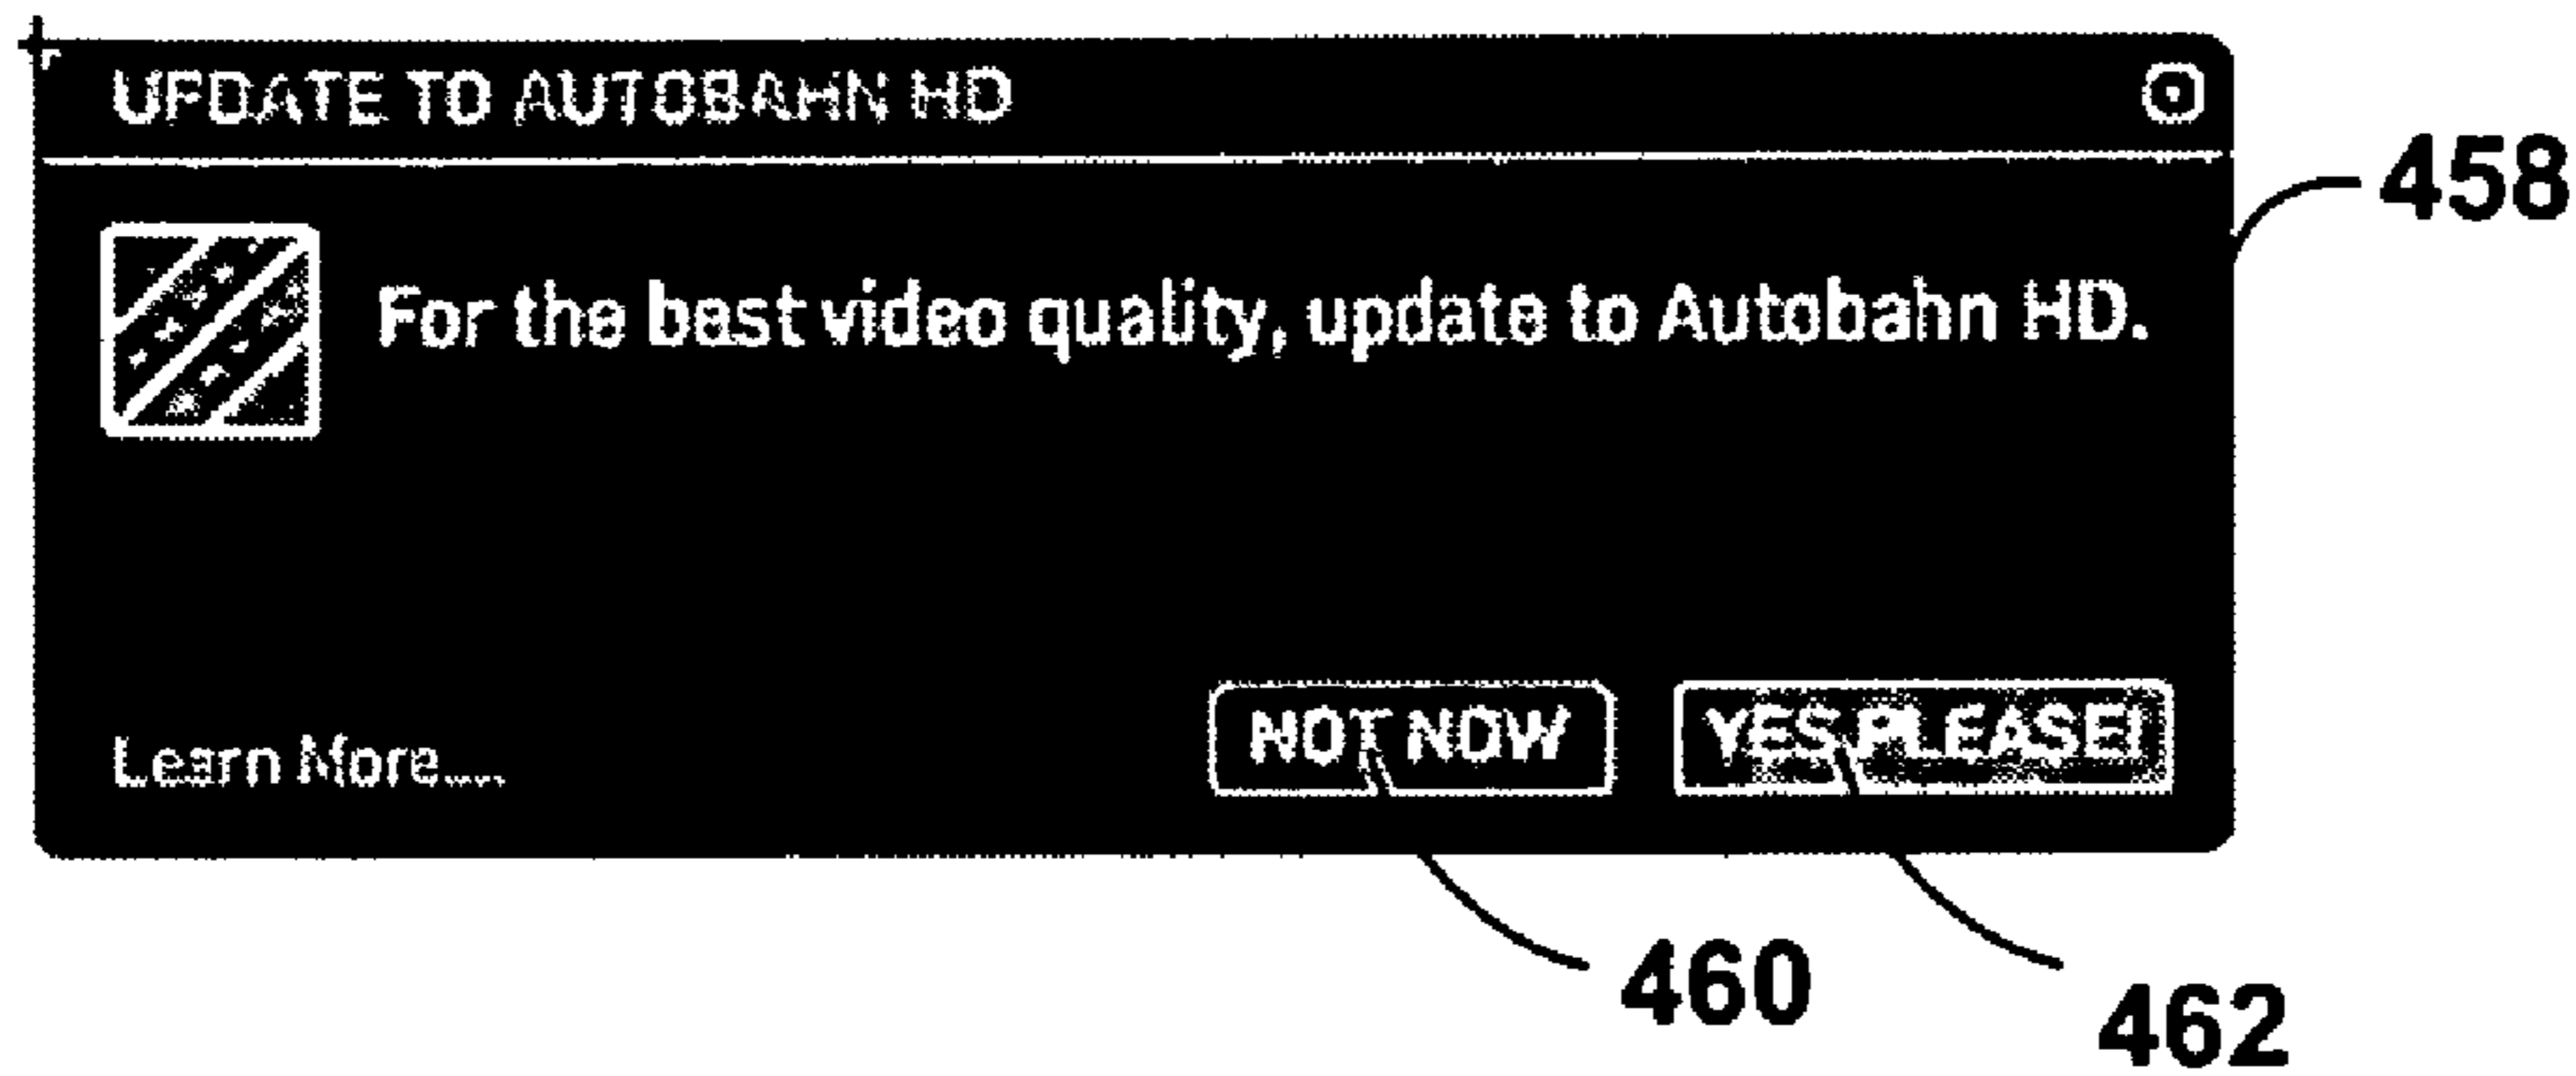 UPDATE TO AUTOBAHN HD
458
For the best video quality, update to Autobahn HD.
Learn More....
NOT NOW
YES PLEASE!
460
462